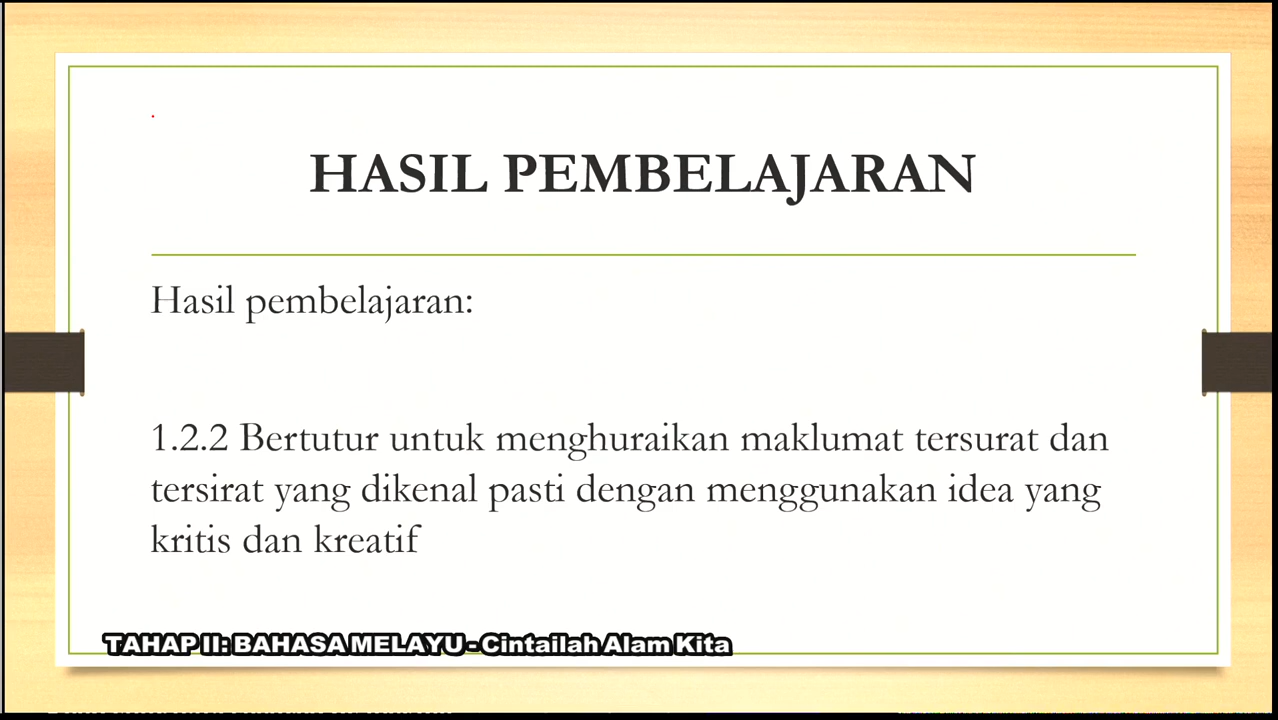 HASIL PEMBELAJARAN
Hasil pembelajaran:
1.2.2 Bertutur untuk menghuraikan maklumat tersurat dan
tersirat yang dikenal pasti dengan menggunakan idea yang
kritis dan kreatif
TAHAP II: BAHASA MELAYU - Cintailah Alam Kita